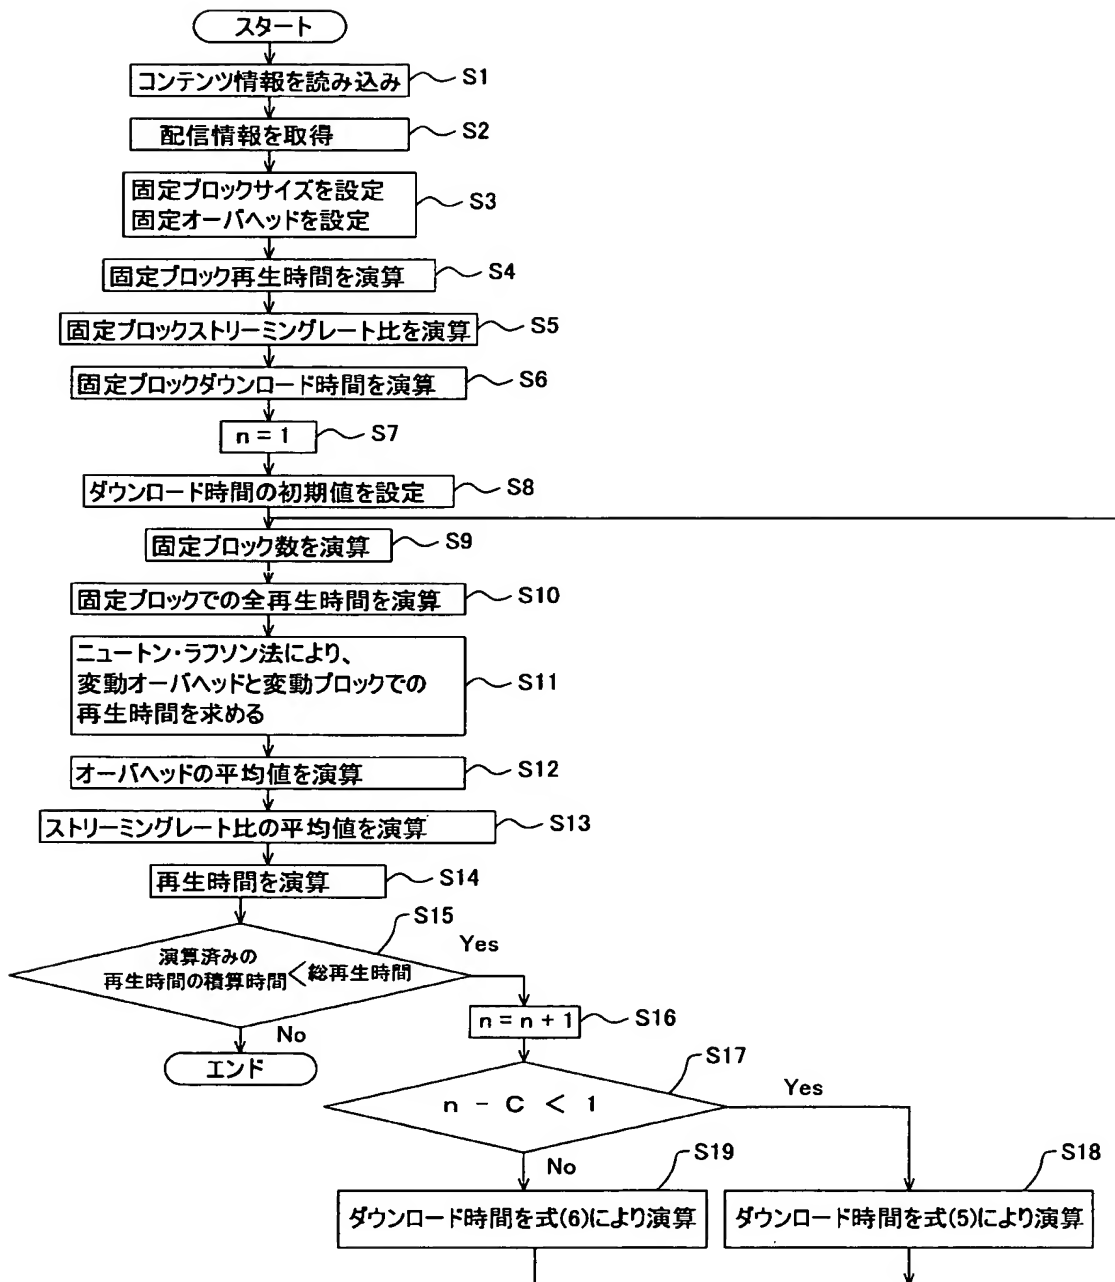 スタート
コンテンツ情報を読み込み S1
配信情報を取得 S2
固定ブロックサイズを設定
固定オーバヘッドを設定 S3
固定ブロック再生時間を演算 S4
固定ブロックストリーミングレート比を演算 S5
固定ブロックダウンロード時間を演算 S6
n = 1 S7
ダウンロード時間の初期値を設定 S8
固定ブロック数を演算 S9
固定ブロックでの全再生時間を演算 S10
ニュートン・ラフソン法により、
変動オーバヘッドと変動ブロックでの
再生時間を求める S11
オーバヘッドの平均値を演算 S12
ストリーミングレート比の平均値を演算 S13
再生時間を演算 S14
S15
演算済みの
再生時間の積算時間<総再生時間
Yes
No
エンド
n = n + 1 S16
S17
n - C < 1
Yes
No
S19
ダウンロード時間を式(6)により演算
S18
ダウンロード時間を式(5)により演算